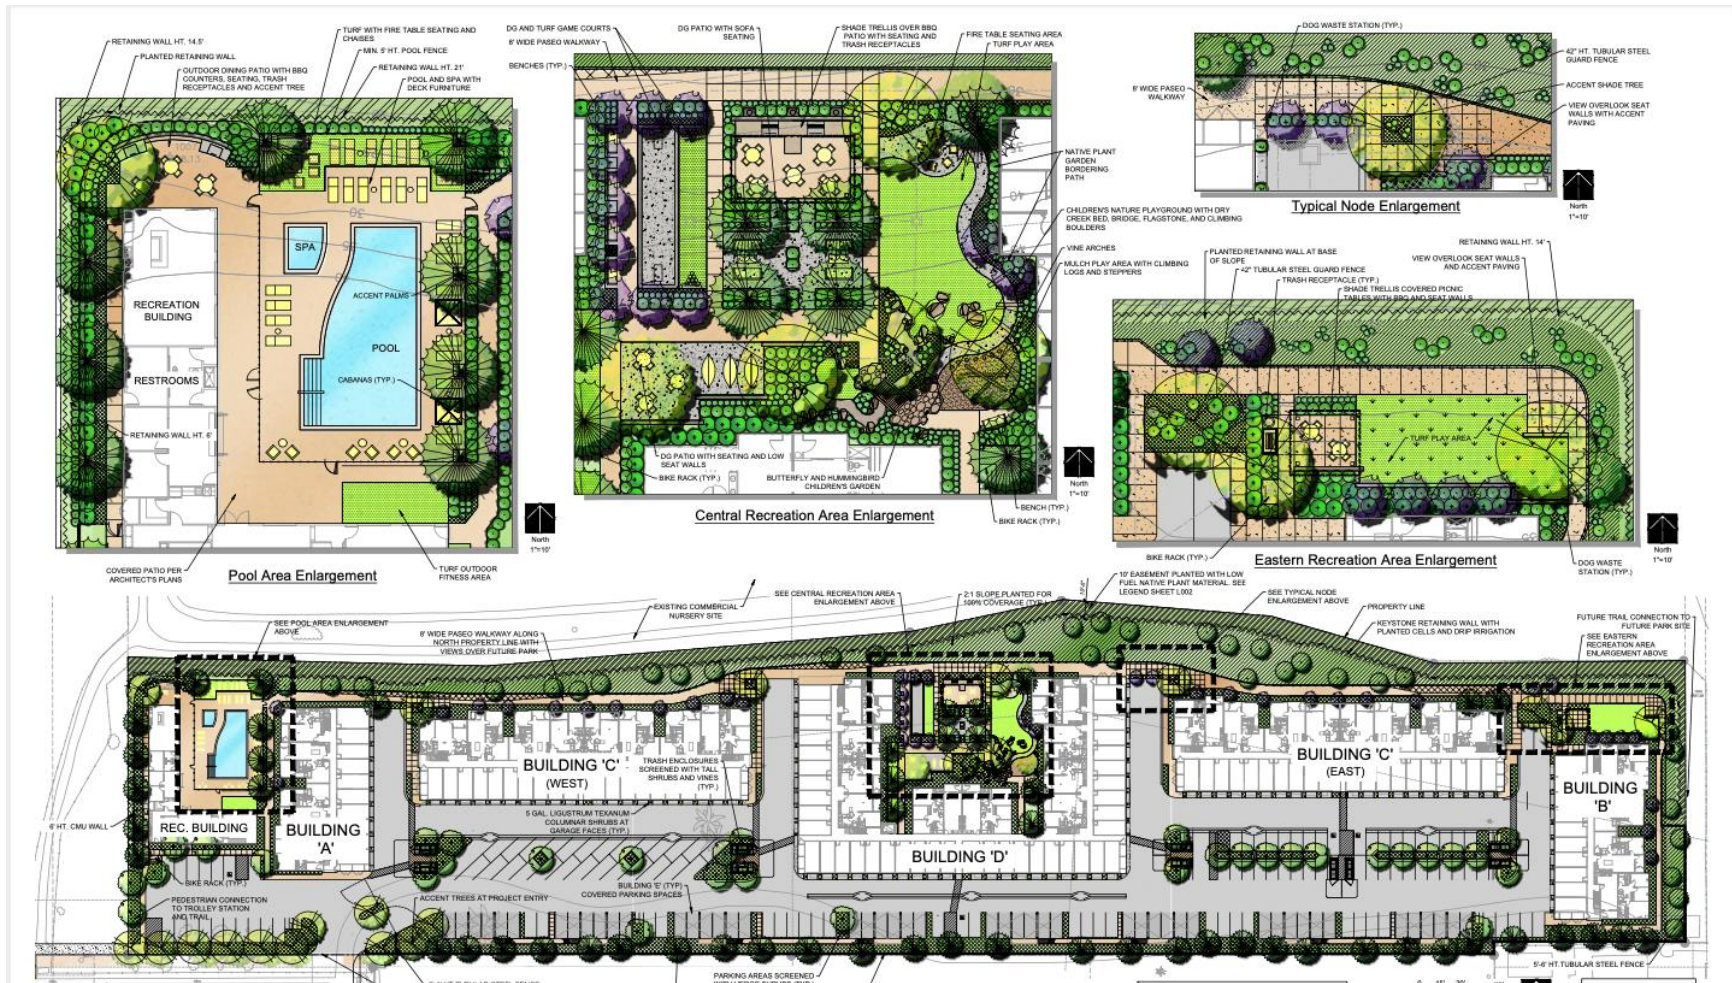 RETAINING WALL HT. 14.5'
PLANTED RETAINING WALL
OUTDOOR DINING PATIO WITH BBQ
COUNTERS, SEATING, TRASH
RECEPTACLES AND ACCENT TREE
TURF WITH FIRE TABLE SEATING AND
CHAISES
MIN. 5' HT. POOL FENCE
RETAINING WALL HT. 21'
POOL AND SPA WITH
DECK FURNITURE
SPA
ACCENT PALMS
RECREATION
BUILDING
POOL
RESTROOMS
CABANAS (TYP.)
RETAINING WALL HT. 6'
COVERED PATIO PER
ARCHITECT'S PLANS
TURF OUTDOOR
FITNESS AREA
North
1"=10'
Pool Area Enlargement
DG AND TURF GAME COURTS
8' WIDE PASEO WALKWAY
BENCHES (TYP.)
DG PATIO WITH SOFA
SEATING
SHADE TRELLIS OVER BBQ
PATIO WITH SEATING AND
TRASH RECEPTACLES
FIRE TABLE SEATING AREA
TURF PLAY AREA
NATIVE PLANT
GARDEN
BORDERING
PATH
CHILDREN'S NATURE PLAYGROUND WITH DRY
CREEK BED, BRIDGE, FLAGSTONE, AND CLIMBING
BOULDERS
VINE ARCHES
MULCH PLAY AREA WITH CLIMBING
LOGS AND STEPPERS
DG PATIO WITH SEATING AND LOW
SEAT WALLS
BIKE RACK (TYP.)
BUTTERFLY AND HUMMINGBIRD
CHILDREN'S GARDEN
BENCH (TYP.)
BIKE RACK (TYP.)
North
1"=10'
Central Recreation Area Enlargement
DOG WASTE STATION (TYP.)
42" HT. TUBULAR STEEL
GUARD FENCE
8' WIDE PASEO
WALKWAY
ACCENT SHADE TREE
VIEW OVERLOOK SEAT
WALLS WITH ACCENT
PAVING
North
1"=10'
Typical Node Enlargement
RETAINING WALL HT. 14'
PLANTED RETAINING WALL AT BASE
OF SLOPE
VIEW OVERLOOK SEAT WALLS
AND ACCENT PAVING
42" TUBULAR STEEL GUARD FENCE
TRASH RECEPTACLE (TYP.)
SHADE TRELLIS COVERED PICNIC
TABLES WITH BBQ AND SEAT WALLS
TURF PLAY AREA
BIKE RACK (TYP.)
DOG WASTE
STATION (TYP.)
North
1"=10'
Eastern Recreation Area Enlargement
SEE POOL AREA ENLARGEMENT
ABOVE
8' WIDE PASEO WALKWAY ALONG
NORTH PROPERTY LINE WITH
VIEWS OVER FUTURE PARK
EXISTING COMMERCIAL
NURSERY SITE
SEE CENTRAL RECREATION AREA
ENLARGEMENT ABOVE
2:1 SLOPE PLANTED FOR
100% COVERAGE (TYP.)
10' EASEMENT PLANTED WITH LOW
FUEL NATIVE PLANT MATERIAL. SEE
LEGEND SHEET L002
SEE TYPICAL NODE
ENLARGEMENT ABOVE
PROPERTY LINE
KEYSTONE RETAINING WALL WITH
PLANTED CELLS AND DRIP IRRIGATION
FUTURE TRAIL CONNECTION TO
FUTURE PARK SITE
SEE EASTERN
RECREATION AREA
ENLARGEMENT ABOVE
6' HT. CMU WALL
REC. BUILDING
BUILDING
'A'
BUILDING 'C'
(WEST)
TRASH ENCLOSURES
SCREENED WITH TALL
SHRUBS AND VINES
(TYP.)
5 GAL. LIGUSTRUM TEXANUM
COLUMNAR SHRUBS AT
GARAGE FACES (TYP.)
BUILDING 'D'
BUILDING 'C'
(EAST)
BUILDING
'B'
BIKE RACK (TYP.)
PEDESTRIAN CONNECTION
TO TROLLEY STATION
AND TRAIL
ACCENT TREES AT PROJECT ENTRY
BUILDING 'E' (TYP)
COVERED PARKING SPACES
PARKING AREAS SCREENED
5'-6' HT. TUBULAR STEEL FENCE